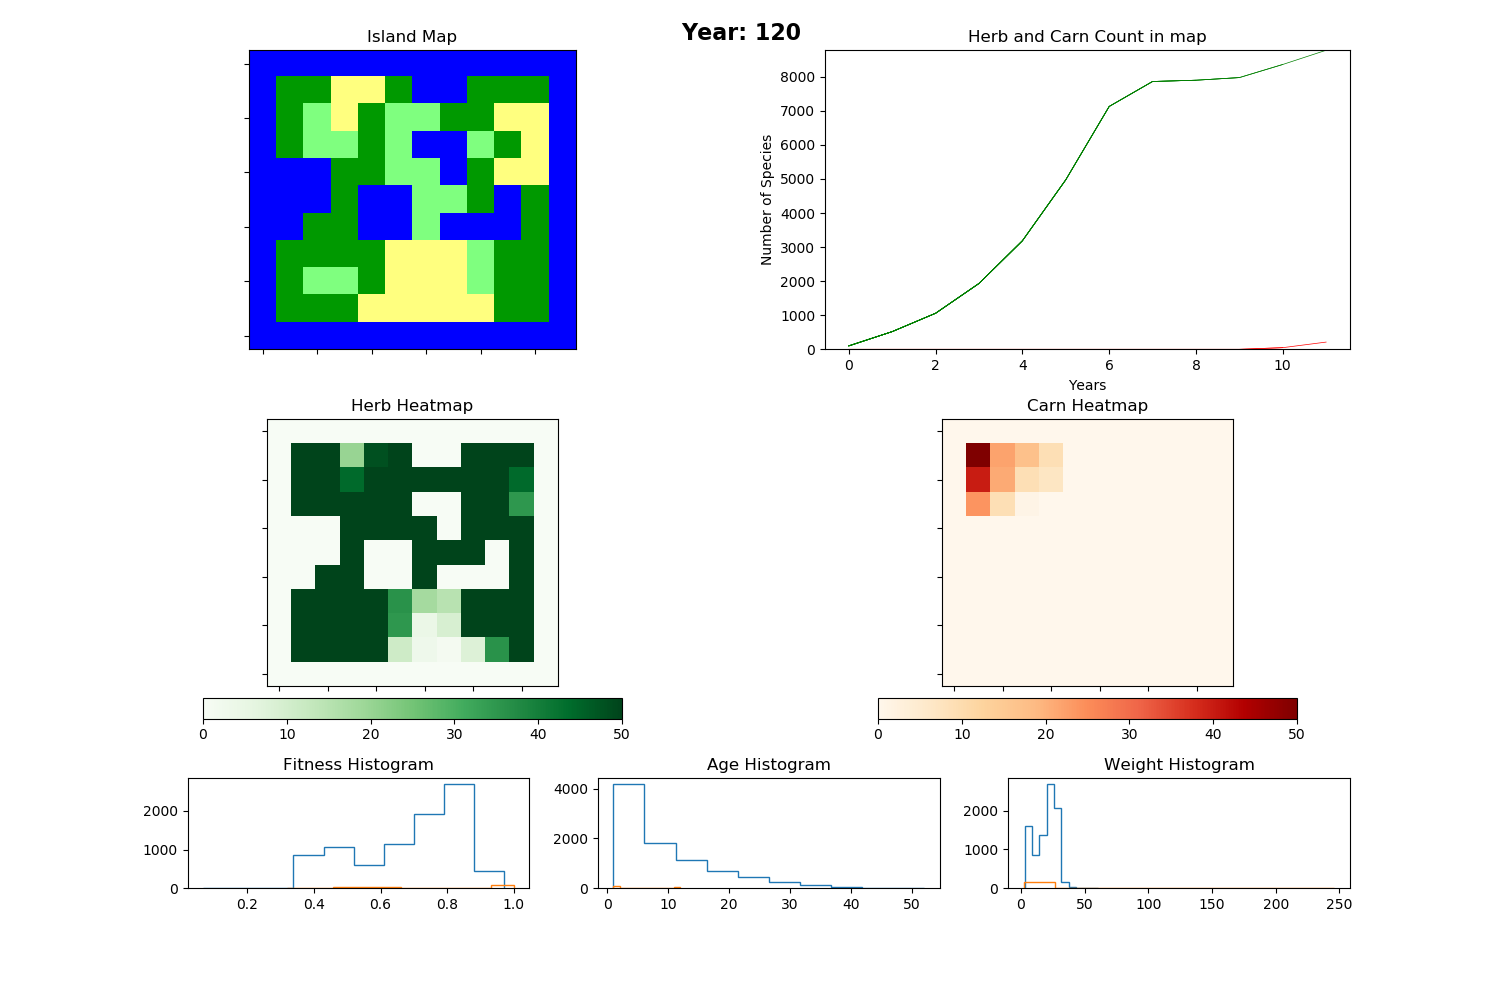 Year: 120
Island Map
Herb and Carn Count in map
Number of Species
8000
7000
6000
5000
4000
3000
2000
1000
0
0 2 4 6 8 10
Years
Herb Heatmap
Carn Heatmap
0 10 20 30 40 50
0 10 20 30 40 50
Fitness Histogram
2000
1000
0
0.2 0.4 0.6 0.8 1.0
Age Histogram
4000
2000
0
0 10 20 30 40 50
Weight Histogram
2000
1000
0
0 50 100 150 200 250